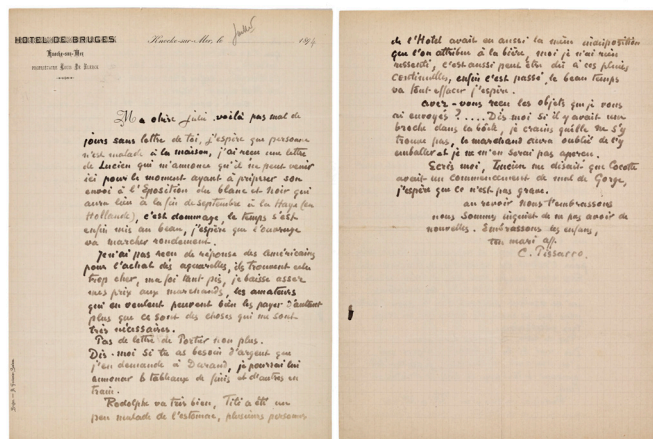 HOTEL DE BRUGES
Knocke-sur-Mer
PROPRIÉTAIRE
Knocke-sur-Mer, le Juillet 1894
Ma chère Julie, voilà pas mal de
jours sans lettre de toi, j'espère que personne
n'est malade à la maison, j'ai reçu une lettre
de Lucien qui m'annonce qu'il ne peut venir
ici pour le moment ayant à préparer son
envoi à l'Exposition du blanc et noir qui
aura lieu à la fin de septembre à la Haye (en
Hollande), c'est dommage, le temps s'est
enfin mis au beau, j'espère que l'ouvrage
va marcher rondement.
Je n'ai pas reçu de réponse des américains
pour l'achat des aquarelles, ils trouvent cela
trop cher, ma foi tant pis, je baisse assez
mes prix aux marchands, les amateurs
qui en veulent peuvent bien les payer d'autant
plus que ce sont des choses qui me sont
très nécessaires.
Pas de lettre de Portier non plus.
Dis-moi si tu as besoin d'argent que
j'en demande à Durand, je pourrai lui
annoncer 6 tableaux de finis et d'autres en
train.
Rodolphe va très bien, Titi a été un
peu malade de l'estomac, plusieurs personnes
de l'Hotel avait eu aussi la même indisposition
que l'on attribue à la bière, moi je n'ai rien
ressenti, c'est aussi peut être dû à ces pluies
continuelles, enfin c'est passé, le beau temps
va tout effacer j'espère.
Avez-vous reçu les objets que je vous
ai envoyés ?..... Dis moi si il y avait une
broche dans la boîte, je crains qu'elle ne s'y
trouve pas, le marchand aura oublié de l'y
emballer et je ne m'en serai pas aperçu.
Ecris moi, Lucien me disait que Cocotte
avait un commencement de mal de Gorge,
j'espère que ce n'est pas grave.
au revoir nous t'embrassons
nous sommes inquiet de ne pas avoir de
nouvelles. Embrassons les enfans,
ton mari aff.
C. Pissarro.